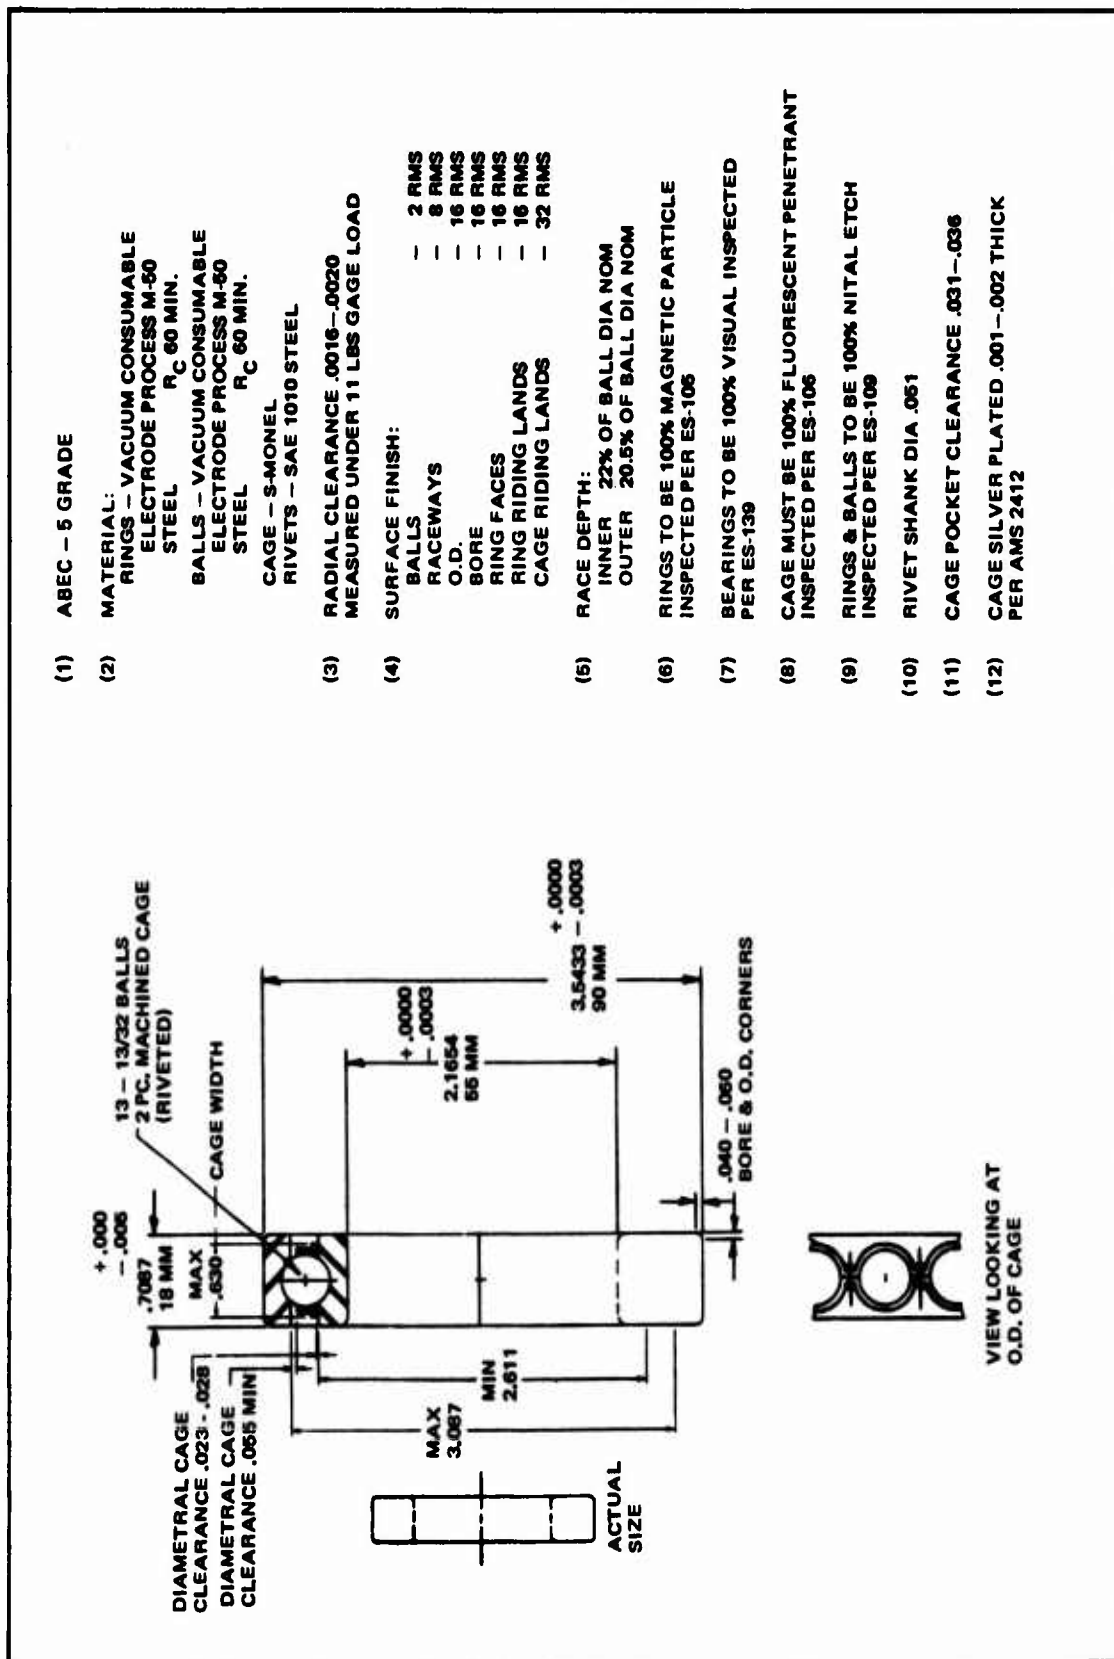 DIAMETRAL CAGE
CLEARANCE .023 - .028
DIAMETRAL CAGE
CLEARANCE .055 MIN
+ .000
− .005
.7087
18 MM
MAX
.630
CAGE WIDTH
13 – 13/32 BALLS
2 PC. MACHINED CAGE
(RIVETED)
MAX
3.087
MIN
2.611
+ .0000
− .0003
2.1654
55 MM
+ .0000
3.5433 − .0003
90 MM
.040 – .060
BORE & O.D. CORNERS
ACTUAL
SIZE
VIEW LOOKING AT
O.D. OF CAGE
(1) ABEC – 5 GRADE
(2) MATERIAL:
RINGS – VACUUM CONSUMABLE
ELECTRODE PROCESS M-50
STEEL RC 60 MIN.
BALLS – VACUUM CONSUMABLE
ELECTRODE PROCESS M-50
STEEL RC 60 MIN.
CAGE – S-MONEL
RIVETS – SAE 1010 STEEL
(3) RADIAL CLEARANCE .0016–.0020
MEASURED UNDER 11 LBS GAGE LOAD
(4) SURFACE FINISH:
BALLS – 2 RMS
RACEWAYS – 8 RMS
O.D. – 16 RMS
BORE – 16 RMS
RING FACES – 16 RMS
RING RIDING LANDS – 16 RMS
CAGE RIDING LANDS – 32 RMS
(5) RACE DEPTH:
INNER 22% OF BALL DIA NOM
OUTER 20.5% OF BALL DIA NOM
(6) RINGS TO BE 100% MAGNETIC PARTICLE
INSPECTED PER ES-105
(7) BEARINGS TO BE 100% VISUAL INSPECTED
PER ES-139
(8) CAGE MUST BE 100% FLUORESCENT PENETRANT
INSPECTED PER ES-106
(9) RINGS & BALLS TO BE 100% NITAL ETCH
INSPECTED PER ES-109
(10) RIVET SHANK DIA .051
(11) CAGE POCKET CLEARANCE .031–.036
(12) CAGE SILVER PLATED .001–.002 THICK
PER AMS 2412